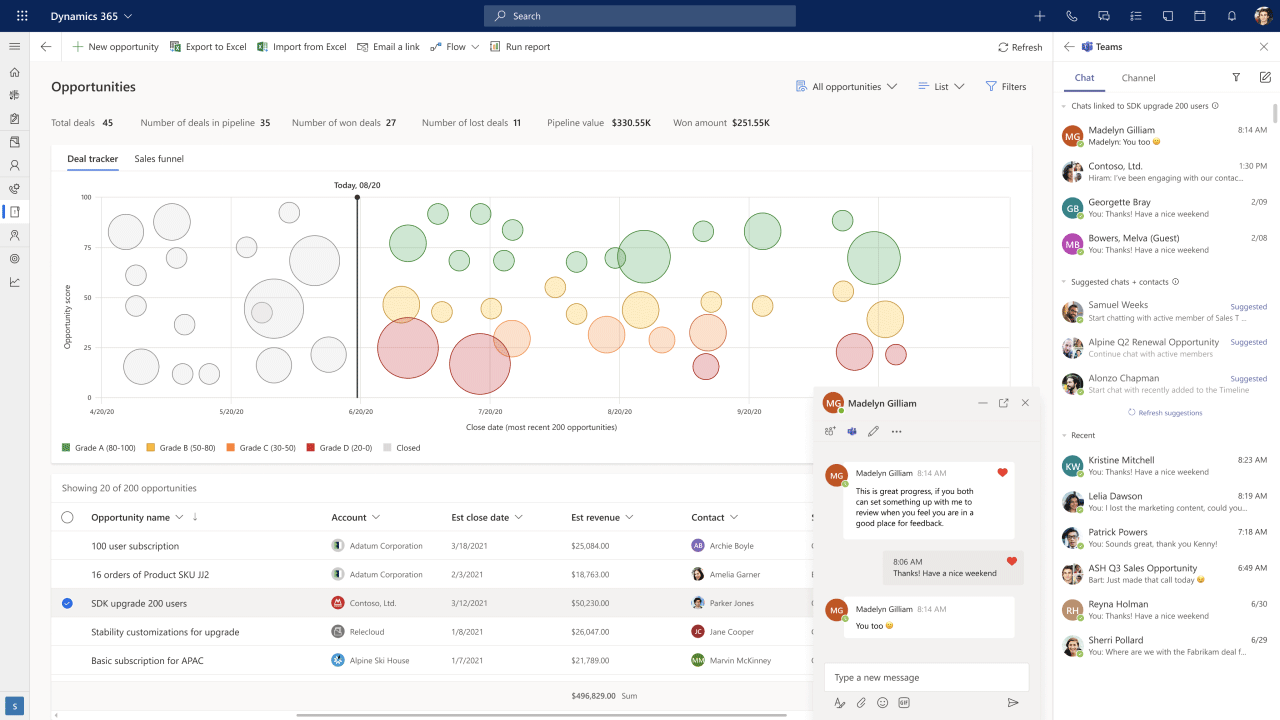 Dynamics 365
Search
New opportunity
Export to Excel
Import from Excel
Email a link
Flow
Run report
Refresh
Opportunities
All opportunities
List
Filters
Total deals 45
Number of deals in pipeline 35
Number of won deals 27
Number of lost deals 11
Pipeline value $330.55K
Won amount $251.55K
Deal tracker
Sales funnel
Today, 08/20
100
75
50
25
0
Opportunity score
4/20/20
5/20/20
6/20/20
7/20/20
8/20/20
9/20/20
Close date (most recent 200 opportunities)
Grade A (80-100)
Grade B (50-80)
Grade C (30-50)
Grade D (20-0)
Closed
Showing 20 of 200 opportunities
Opportunity name
Account
Est close date
Est revenue
Contact
100 user subscription
Adatum Corporation
3/18/2021
$25,084.00
AB
Archie Boyle
16 orders of Product SKU JJ2
Adatum Corporation
2/3/2021
$18,763.00
Amelia Garner
SDK upgrade 200 users
Contoso, Ltd.
3/12/2021
$50,230.00
Parker Jones
Stability customizations for upgrade
Relecloud
1/8/2021
$26,047.00
JC
Jane Cooper
Basic subscription for APAC
Alpine Ski House
1/7/2021
$21,789.00
MM
Marvin McKinney
$496,829.00 Sum
S
MG
Madelyn Gilliam
MG
Madelyn Gilliam 8:14 AM
This is great progress, if you both
can set something up with me to
review when you feel you are in a
good place for feedback.
8:06 AM
Thanks! Have a nice weekend
MG
Madelyn Gilliam 8:14 AM
You too 😊
Type a new message
GIF
Teams
Chat
Channel
Chats linked to SDK upgrade 200 users
MG
Madelyn Gilliam
8:14 AM
Madelyn: You too 😊
Contoso, Ltd.
1:30 PM
Hiram: I've been engaging with our contac...
GB
Georgette Bray
2/09
You: Thanks! Have a nice weekend
MB
Bowers, Melva (Guest)
2/08
You: Thanks! Have a nice weekend
Suggested chats + contacts
Samuel Weeks
Suggested
Start chatting with active member of Sales T ...
Alpine Q2 Renewal Opportunity
Suggested
Continue chat with active members
Alonzo Chapman
Suggested
Start chat with recently added to the Timeline
Refresh suggestions
Recent
KW
Kristine Mitchell
8:23 AM
You: Thanks! Have a nice weekend
Lelia Dawson
8:19 AM
You: I lost the marketing content, could you...
Patrick Powers
7:18 AM
You: Sounds great, thank you Kenny!
ASH Q3 Sales Opportunity
6:49 AM
Bart: Just made that call today 😉
RH
Reyna Holman
6/30
You: Thanks! Have a nice weekend
Sherri Pollard
6/29
You: Where are we with the Fabrikam deal f...